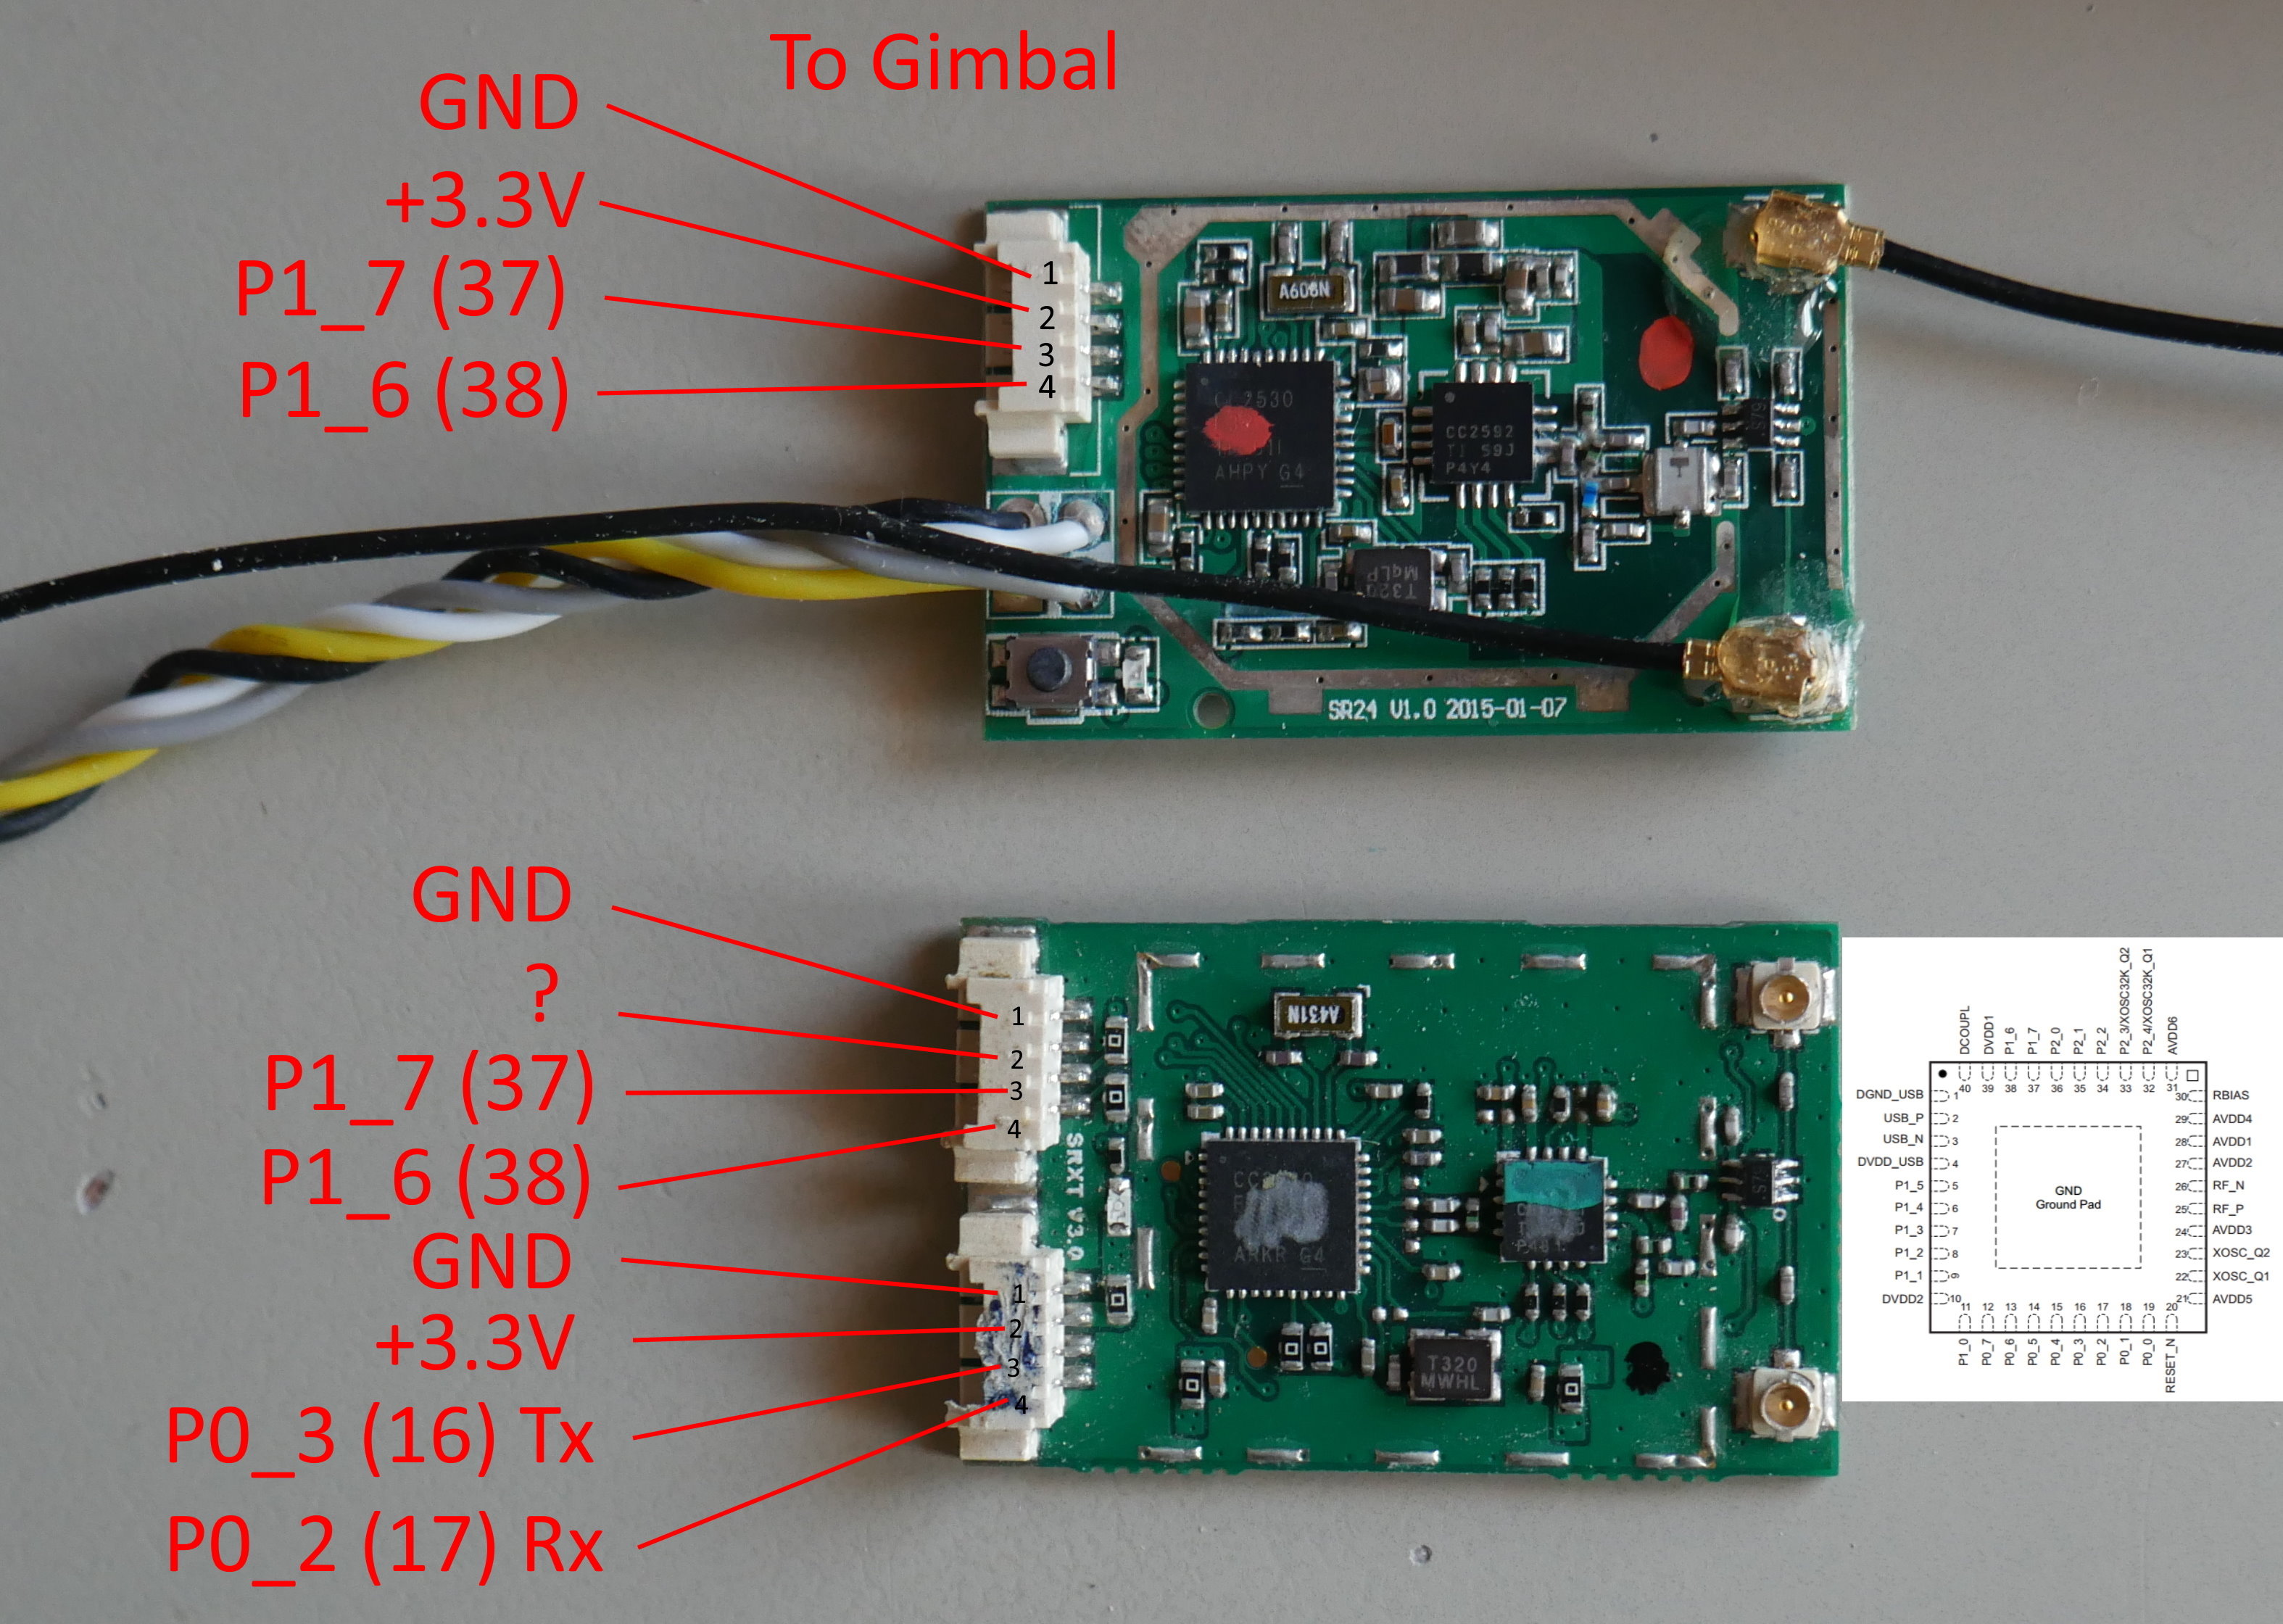 To Gimbal
GND
+3.3V
P1_7 (37)
P1_6 (38)
1
2
3
4
A606N
CC2530
AHPY G4
CC2592
TI 59J
P4Y4
T320
MqLP
SR24 V1.0 2015-01-07
GND
?
P1_7 (37)
P1_6 (38)
GND
+3.3V
P0_3 (16) Tx
P0_2 (17) Rx
1
2
3
4
1
2
3
4
SRXT V3.0
A431N
ARKR G4
T320
MWHL
DCOUPL
DVDD1
P1_6
P1_7
P2_0
P2_1
P2_2
P2_3/XOSC32K_Q2
P2_4/XOSC32K_Q1
AVDD6
40 39 38 37 36 35 34 33 32 31
DGND_USB 1
USB_P 2
USB_N 3
DVDD_USB 4
P1_5 5
P1_4 6
P1_3 7
P1_2 8
P1_1 9
DVDD2 10
GND
Ground Pad
30 RBIAS
29 AVDD4
28 AVDD1
27 AVDD2
26 RF_N
25 RF_P
24 AVDD3
23 XOSC_Q2
22 XOSC_Q1
21 AVDD5
11 12 13 14 15 16 17 18 19 20
P1_0
P0_7
P0_6
P0_5
P0_4
P0_3
P0_2
P0_1
P0_0
RESET_N